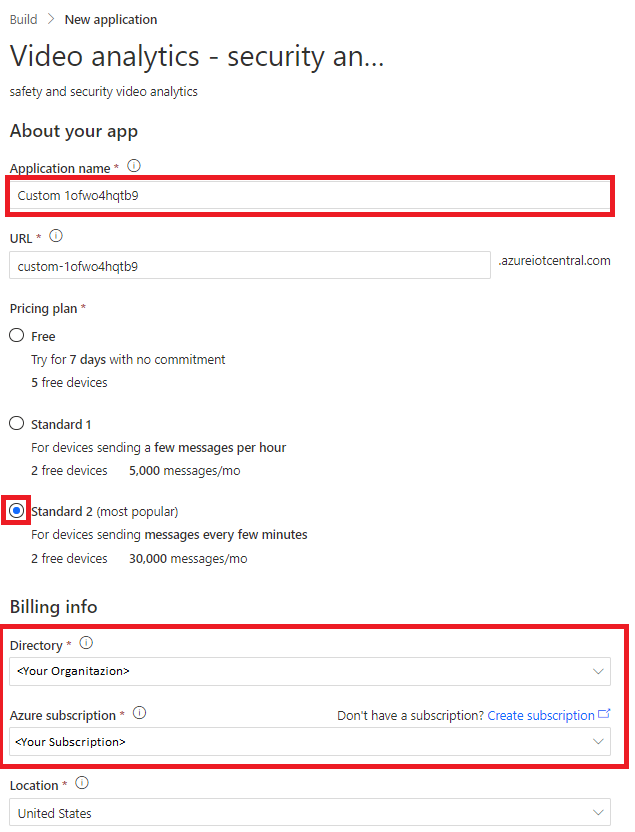 Build > New application
Video analytics - security an...
safety and security video analytics
About your app
Application name *
Custom 1ofwo4hqtb9
URL *
custom-1ofwo4hqtb9 .azureiotcentral.com
Pricing plan *
Free
Try for 7 days with no commitment
5 free devices
Standard 1
For devices sending a few messages per hour
2 free devices 5,000 messages/mo
Standard 2 (most popular)
For devices sending messages every few minutes
2 free devices 30,000 messages/mo
Billing info
Directory *
<Your Organitazion>
Azure subscription * Don't have a subscription? Create subscription
<Your Subscription>
Location *
United States